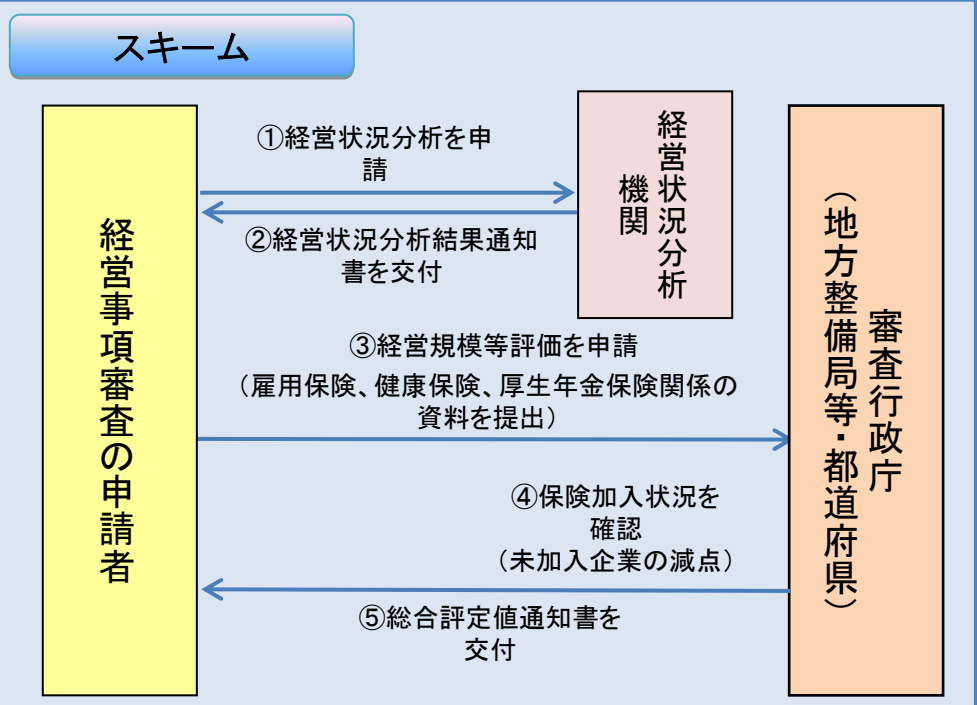 スキーム
経営事項審査の申請者
①経営状況分析を申
請
②経営状況分析結果通知
書を交付
経営状況分析
機関
③経営規模等評価を申請
（雇用保険、健康保険、厚生年金保険関係の
資料を提出）
④保険加入状況を
確認
（未加入企業の減点）
⑤総合評定値通知書を
交付
審査行政庁
（地方整備局等・都道府県）